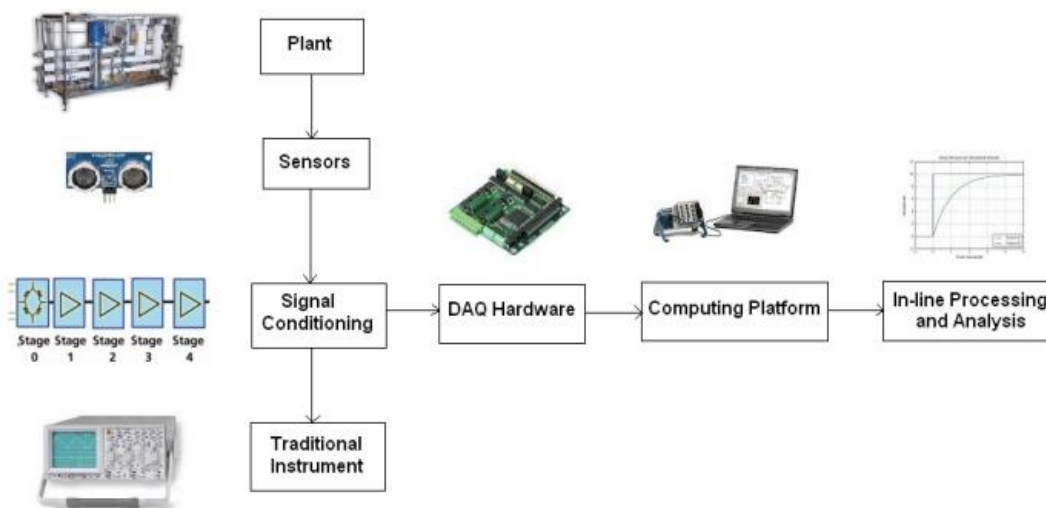 Plant
Sensors
Signal
Conditioning
DAQ Hardware
Computing Platform
In-line Processing
and Analysis
Stage
0
Stage
1
Stage
2
Stage
3
Stage
4
Traditional
Instrument